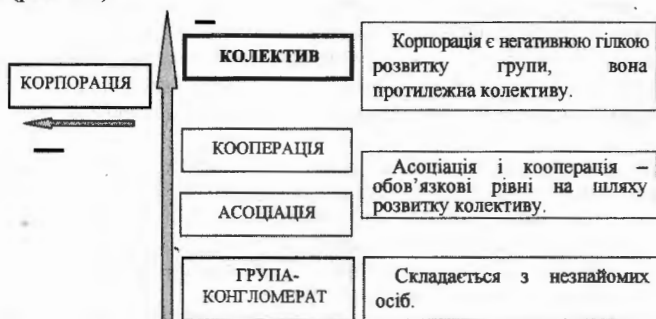 КОЛЕКТИВ
Корпорація є негативною гілкою
розвитку групи, вона
протилежна колективу.
КОРПОРАЦІЯ
КООПЕРАЦІЯ
Асоціація і кооперація –
обов’язкові рівні на шляху
розвитку колективу.
АСОЦІАЦІЯ
ГРУПА-
КОНГЛОМЕРАТ
Складається з незнайомих
осіб.